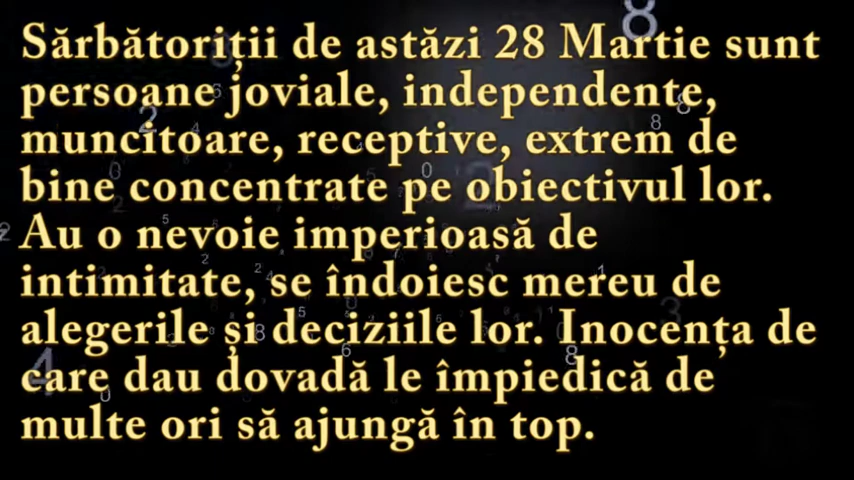 Sărbătoriții de astăzi 28 Martie sunt
persoane joviale, independente,
muncitoare, receptive, extrem de
bine concentrate pe obiectivul lor.
Au o nevoie imperioasă de
intimitate, se îndoiesc mereu de
alegerile și deciziile lor. Inocența de
care dau dovadă le împiedică de
multe ori să ajungă în top.